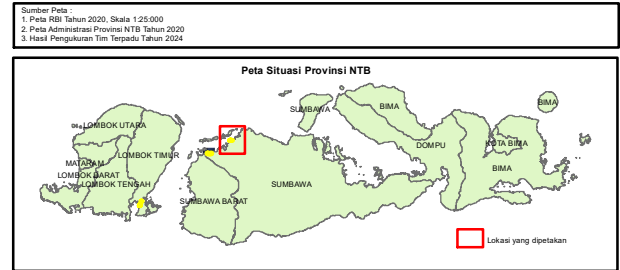 Sumber Peta :
1. Peta RBI Tahun 2020, Skala 1:25:000
2. Peta Administrasi Provinsi NTB Tahun 2020
3. Hasil Pengukuran Tim Terpadu Tahun 2024
Peta Situasi Provinsi NTB
SUMBAWA
BIMA
BIMA
LOMBOK UTARA
DOMPU
KOTA BIMA
LOMBOK TIMUR
MATARAM
BIMA
LOMBOK BARAT
LOMBOK TENGAH
SUMBAWA
SUMBAWA BARAT
Lokasi yang dipetakan